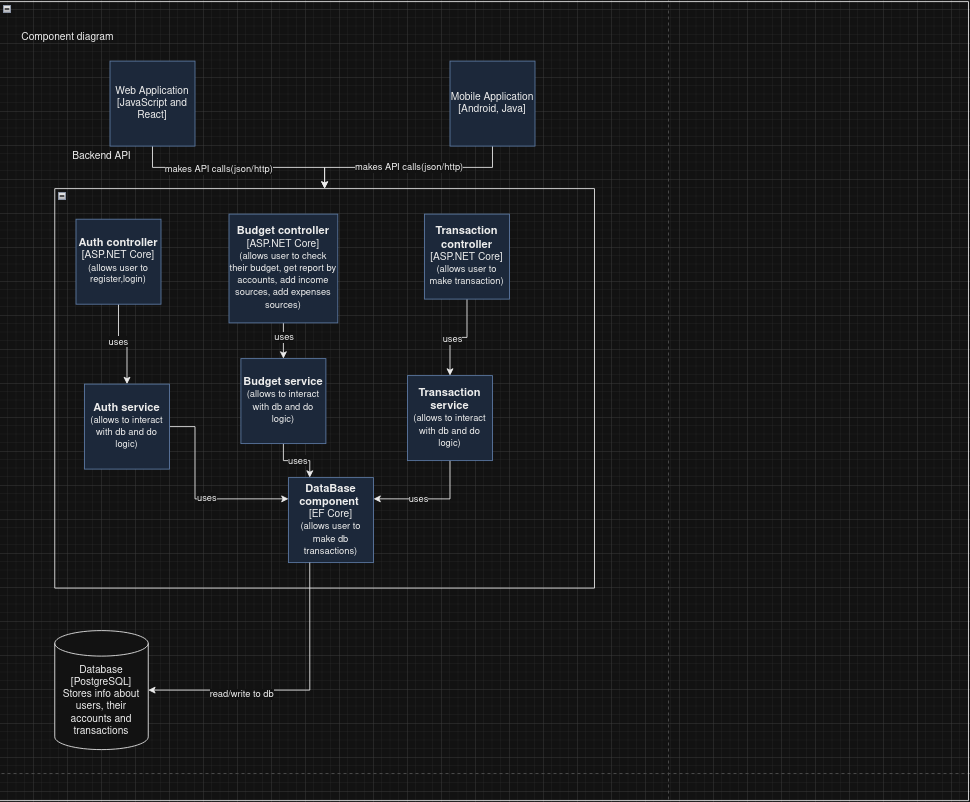 Component diagram
Web Application
[JavaScript and
React]
Mobile Application
[Android, Java]
Backend API
makes API calls(json/http)
makes API calls(json/http)
Auth controller
[ASP.NET Core]
(allows user to
register,login)
Budget controller
[ASP.NET Core]
(allows user to check
their budget, get report by
accounts, add income
sources, add expenses
sources)
Transaction
controller
[ASP.NET Core]
(allows user to
make transaction)
uses
uses
uses
Auth service
(allows to interact
with db and do
logic)
Budget service
(allows to interact
with db and do
logic)
Transaction
service
(allows to interact
with db and do
logic)
uses
uses
uses
DataBase
component
[EF Core]
(allows user to
make db
transactions)
read/write to db
Database
[PostgreSQL]
Stores info about
users, their
accounts and
transactions